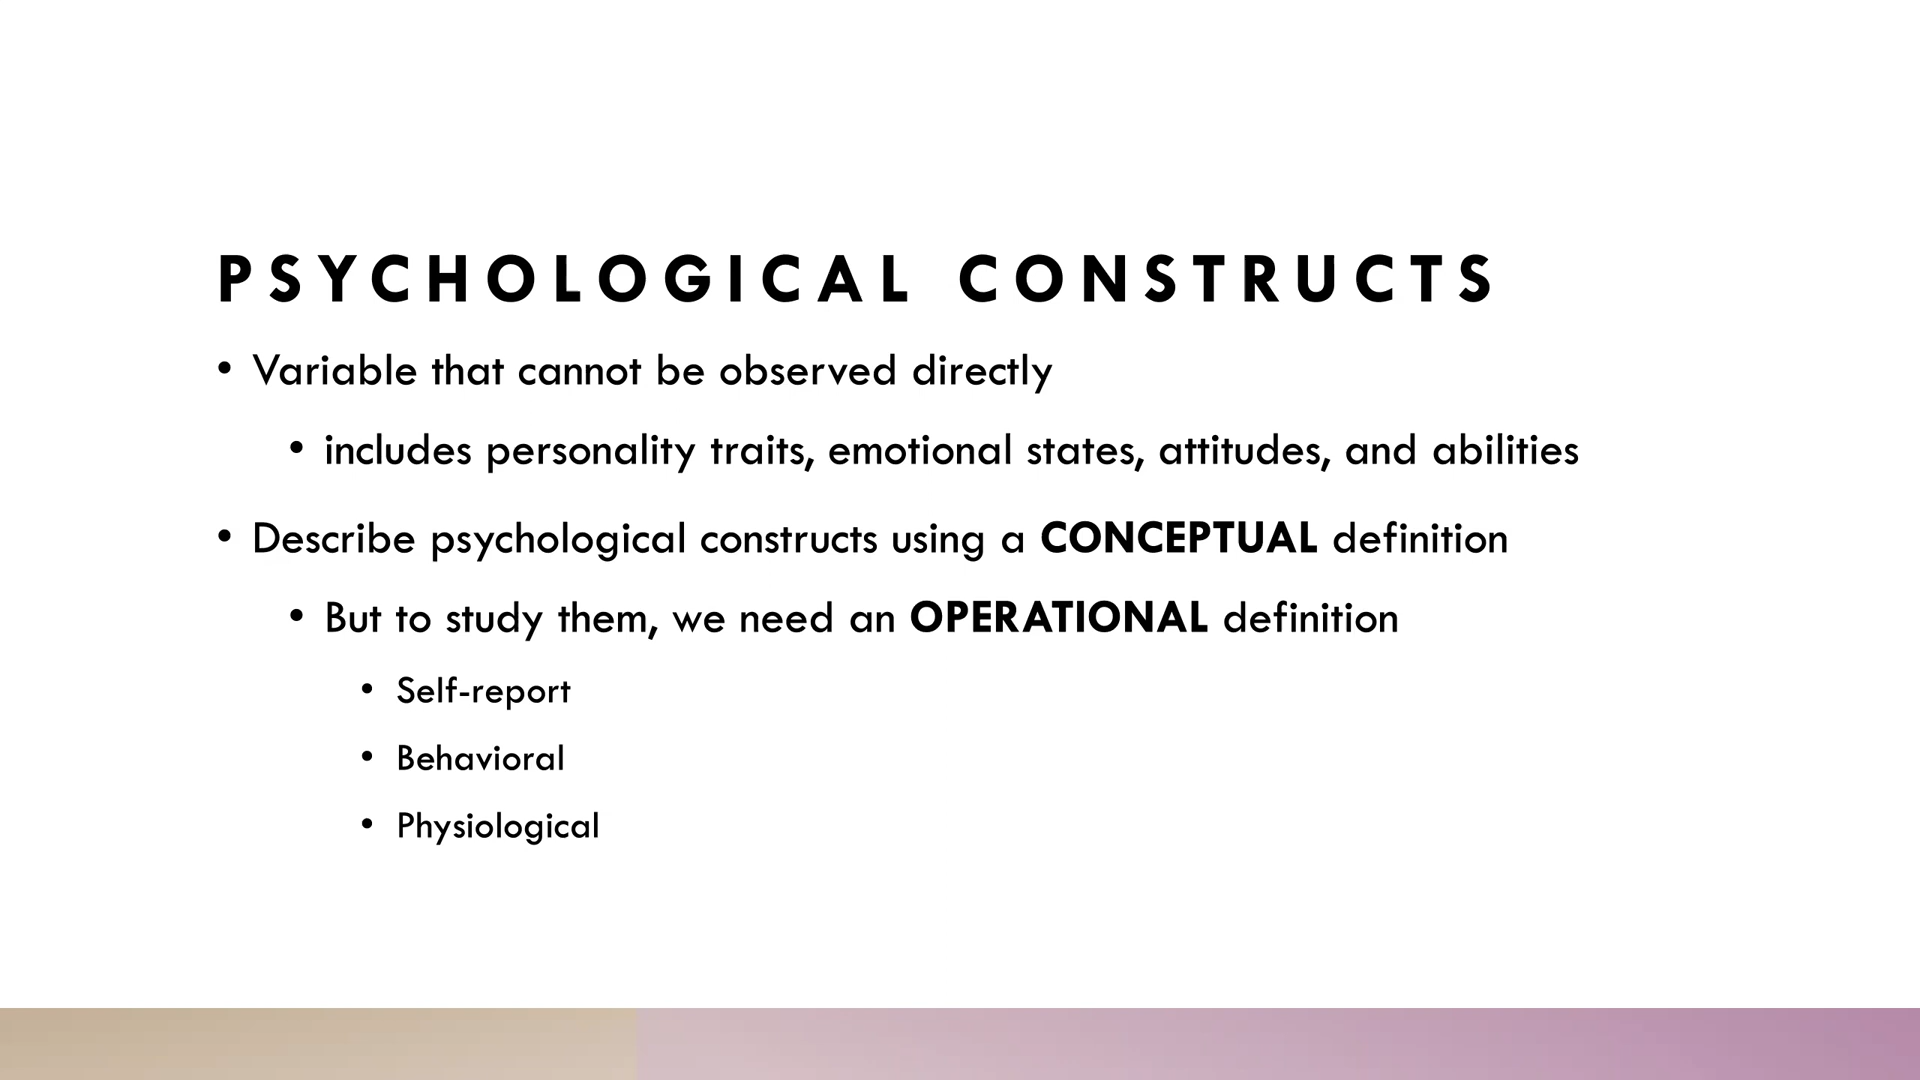 PSYCHOLOGICAL CONSTRUCTS
• Variable that cannot be observed directly
• includes personality traits, emotional states, attitudes, and abilities
• Describe psychological constructs using a CONCEPTUAL definition
• But to study them, we need an OPERATIONAL definition
• Self-report
• Behavioral
• Physiological